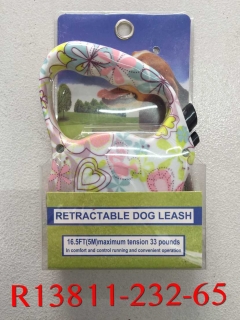 RETRACTABLE DOG LEASH
16.5FT(5M)maximum tension 33 pounds
In comfort and control running and convenient operation
R13811-232-65